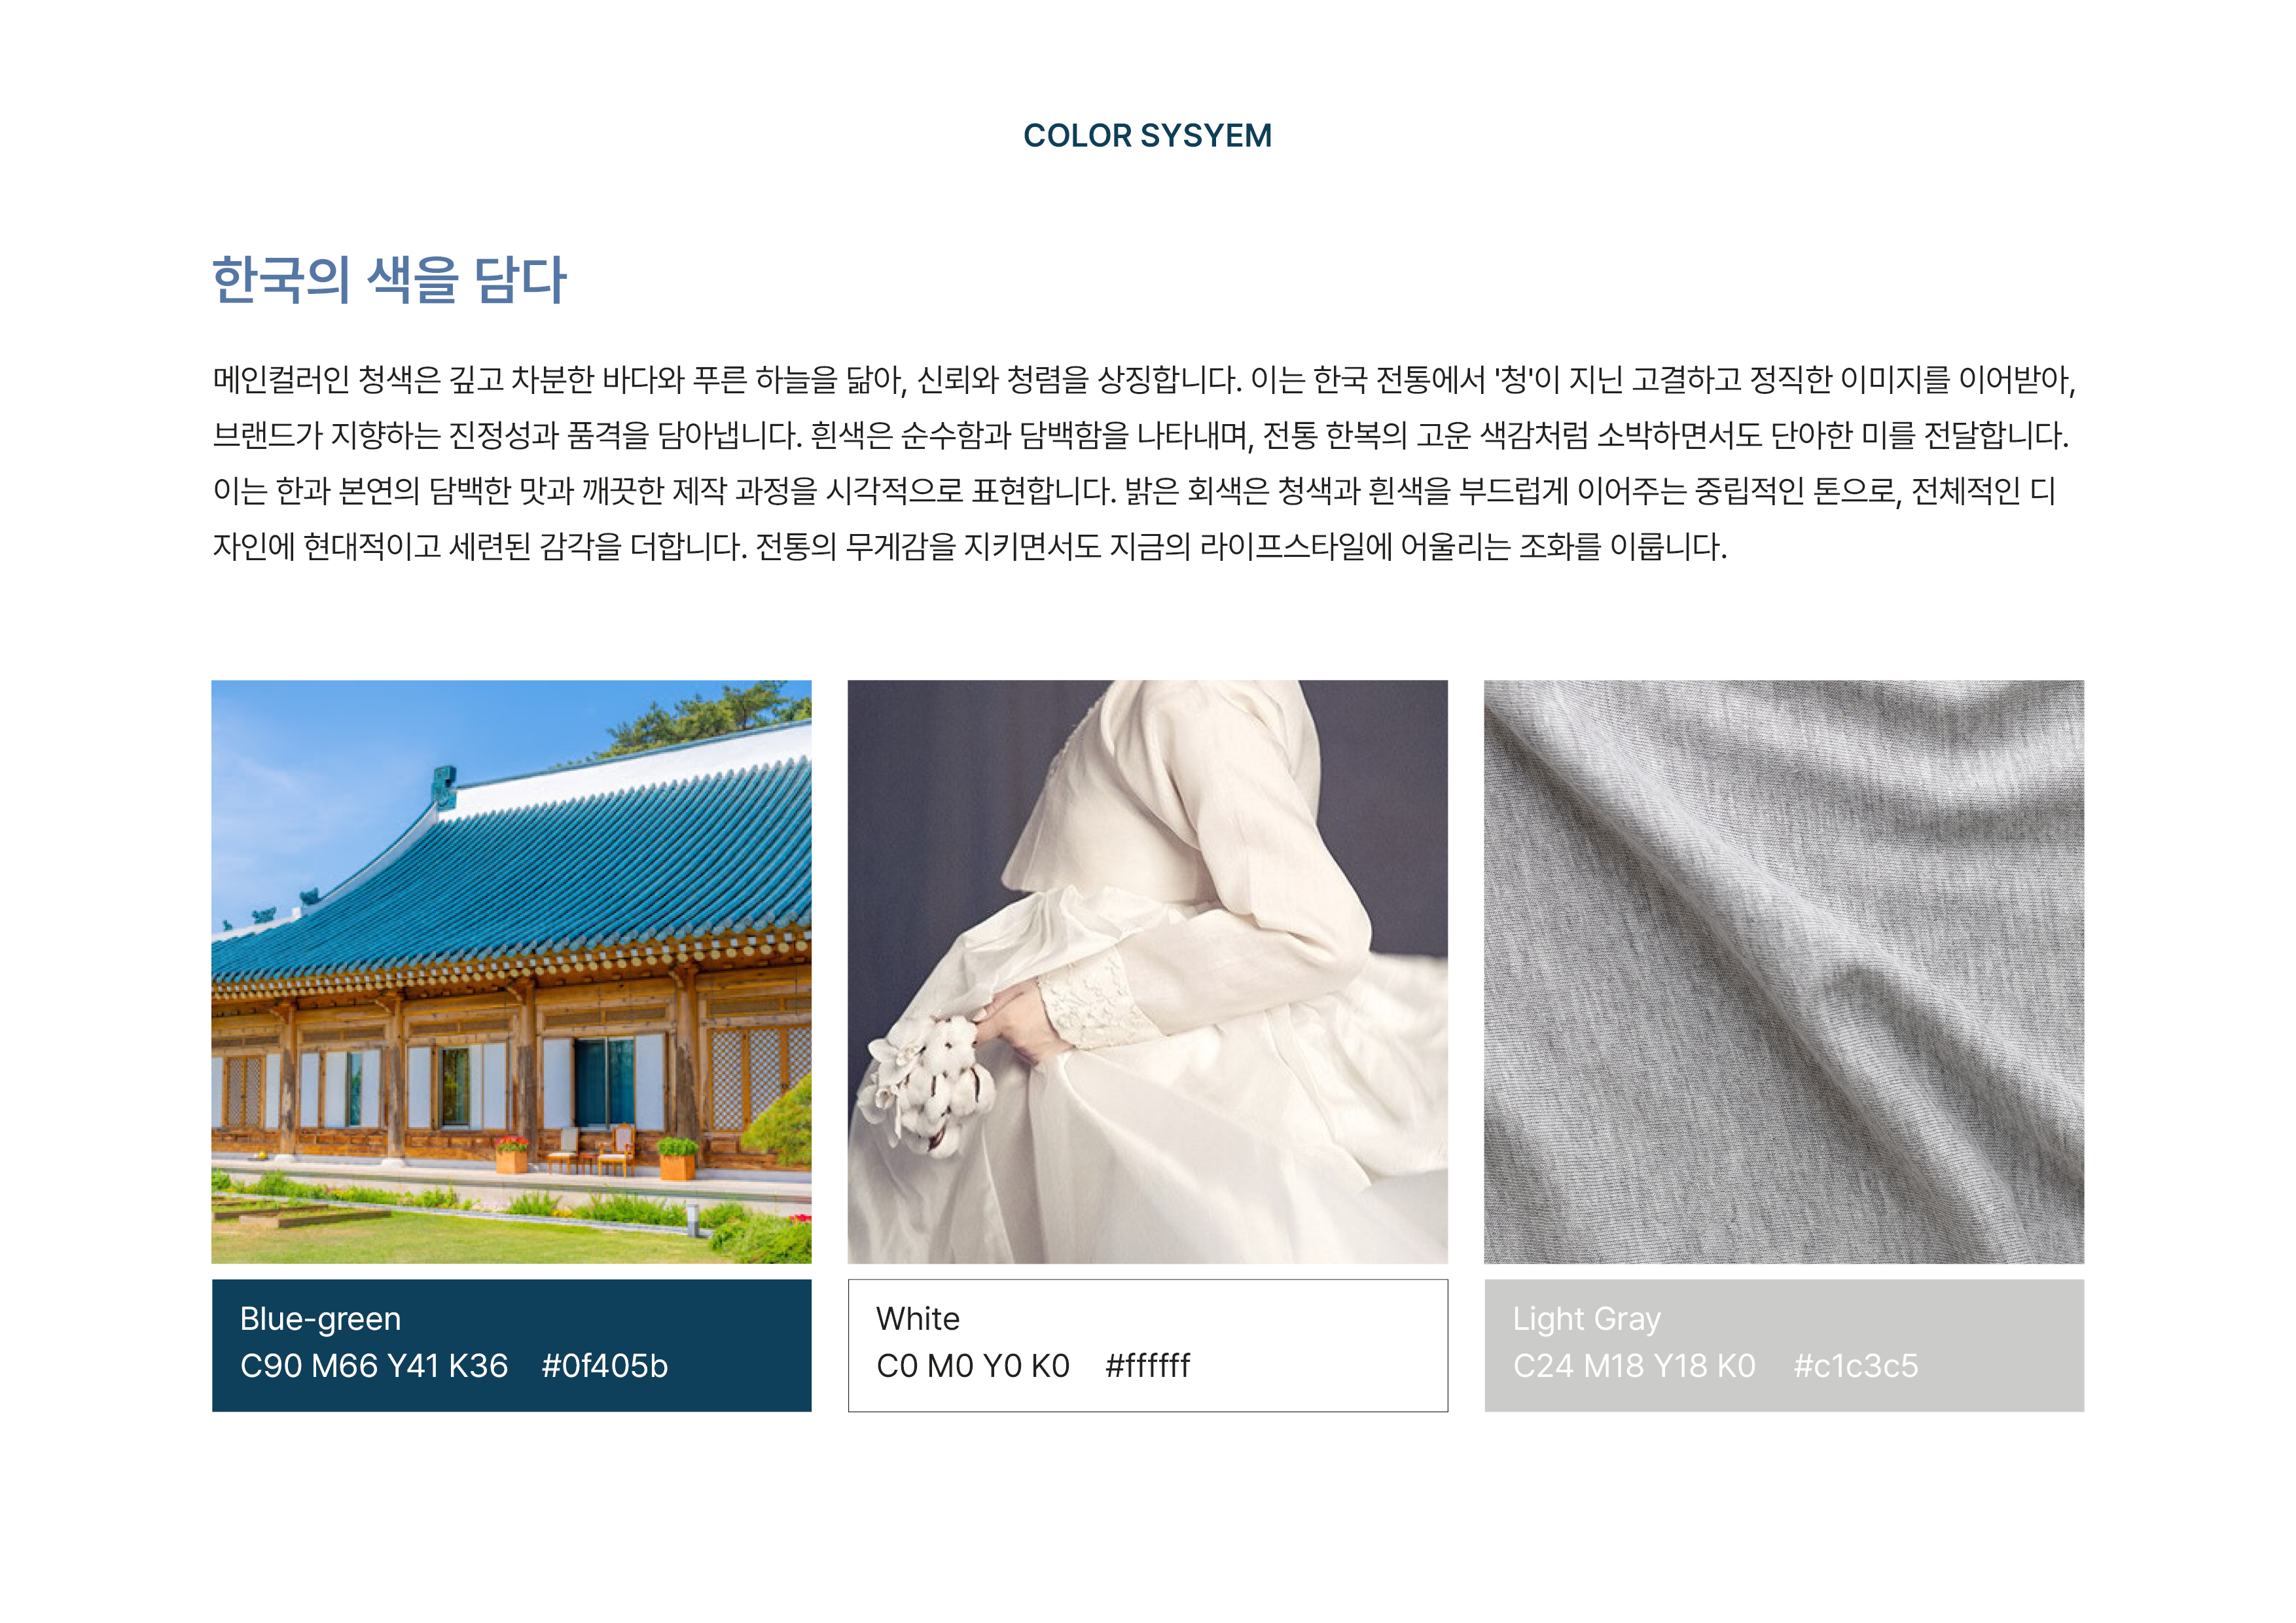 COLOR SYSYEM
한국의 색을 담다
메인컬러인 청색은 깊고 차분한 바다와 푸른 하늘을 닮아, 신뢰와 청렴을 상징합니다. 이는 한국 전통에서 '청'이 지닌 고결하고 정직한 이미지를 이어받아,
브랜드가 지향하는 진정성과 품격을 담아냅니다. 흰색은 순수함과 담백함을 나타내며, 전통 한복의 고운 색감처럼 소박하면서도 단아한 미를 전달합니다.
이는 한과 본연의 담백한 맛과 깨끗한 제작 과정을 시각적으로 표현합니다. 밝은 회색은 청색과 흰색을 부드럽게 이어주는 중립적인 톤으로, 전체적인 디
자인에 현대적이고 세련된 감각을 더합니다. 전통의 무게감을 지키면서도 지금의 라이프스타일에 어울리는 조화를 이룹니다.
Blue-green
C90 M66 Y41 K36 #0f405b
White
C0 M0 Y0 K0 #ffffff
Light Gray
C24 M18 Y18 K0 #c1c3c5